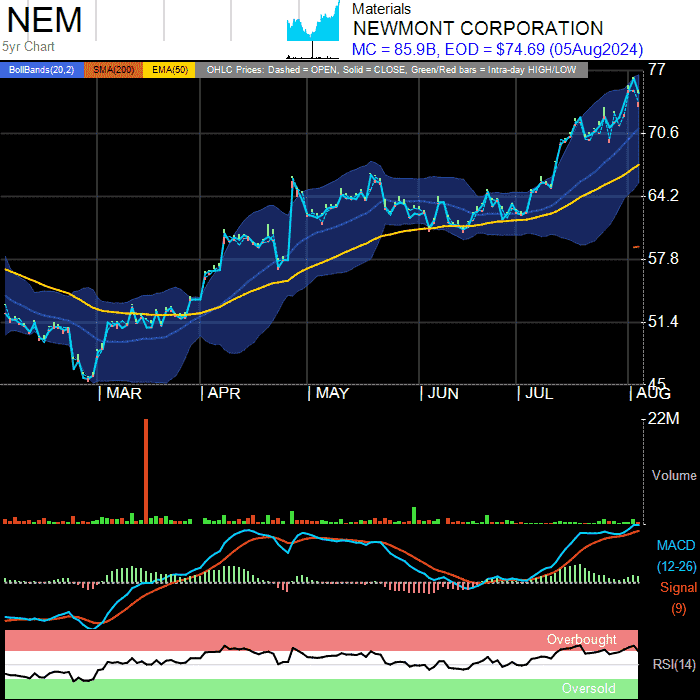 NEM
5yr Chart
Materials
NEWMONT CORPORATION
MC = 85.9B, EOD = $74.69 (05Aug2024)
BollBands(20,2) SMA(200) EMA(50) OHLC Prices: Dashed = OPEN, Solid = CLOSE, Green/Red bars = Intra-day HIGH/LOW
77
70.6
64.2
57.8
51.4
45
|MAR |APR |MAY |JUN |JUL |AUG
22M
Volume
MACD
(12-26)
Signal
(9)
Overbought
RSI(14)
Oversold